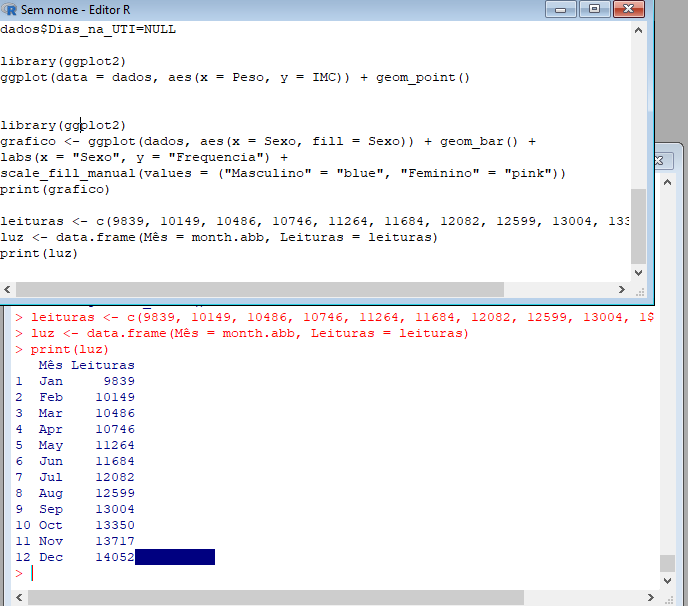 Sem nome - Editor R
dados$Dias_na_UTI=NULL
library(ggplot2)
ggplot(data = dados, aes(x = Peso, y = IMC)) + geom_point()
library(ggplot2)
grafico <- ggplot(dados, aes(x = Sexo, fill = Sexo)) + geom_bar() +
labs(x = "Sexo", y = "Frequencia") +
scale_fill_manual(values = ("Masculino" = "blue", "Feminino" = "pink"))
print(grafico)
leituras <- c(9839, 10149, 10486, 10746, 11264, 11684, 12082, 12599, 13004, 133
luz <- data.frame(Mês = month.abb, Leituras = leituras)
print(luz)
> leituras <- c(9839, 10149, 10486, 10746, 11264, 11684, 12082, 12599, 13004, 1$
> luz <- data.frame(Mês = month.abb, Leituras = leituras)
> print(luz)
Mês Leituras
1 Jan 9839
2 Feb 10149
3 Mar 10486
4 Apr 10746
5 May 11264
6 Jun 11684
7 Jul 12082
8 Aug 12599
9 Sep 13004
10 Oct 13350
11 Nov 13717
12 Dec 14052
>